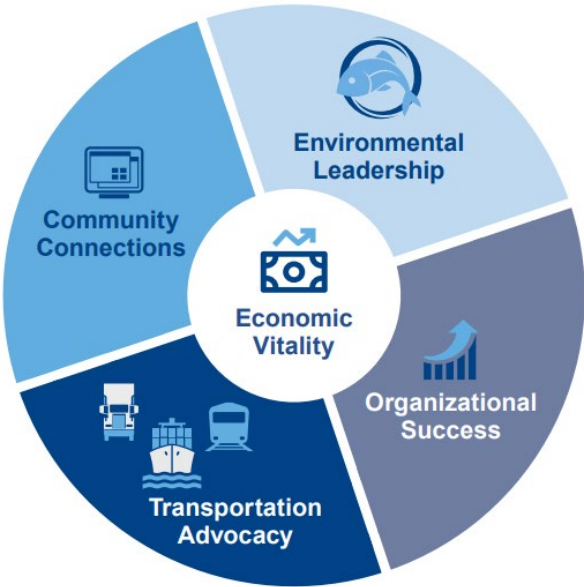 Environmental
Leadership
Community
Connections
Economic
Vitality
Organizational
Success
Transportation
Advocacy